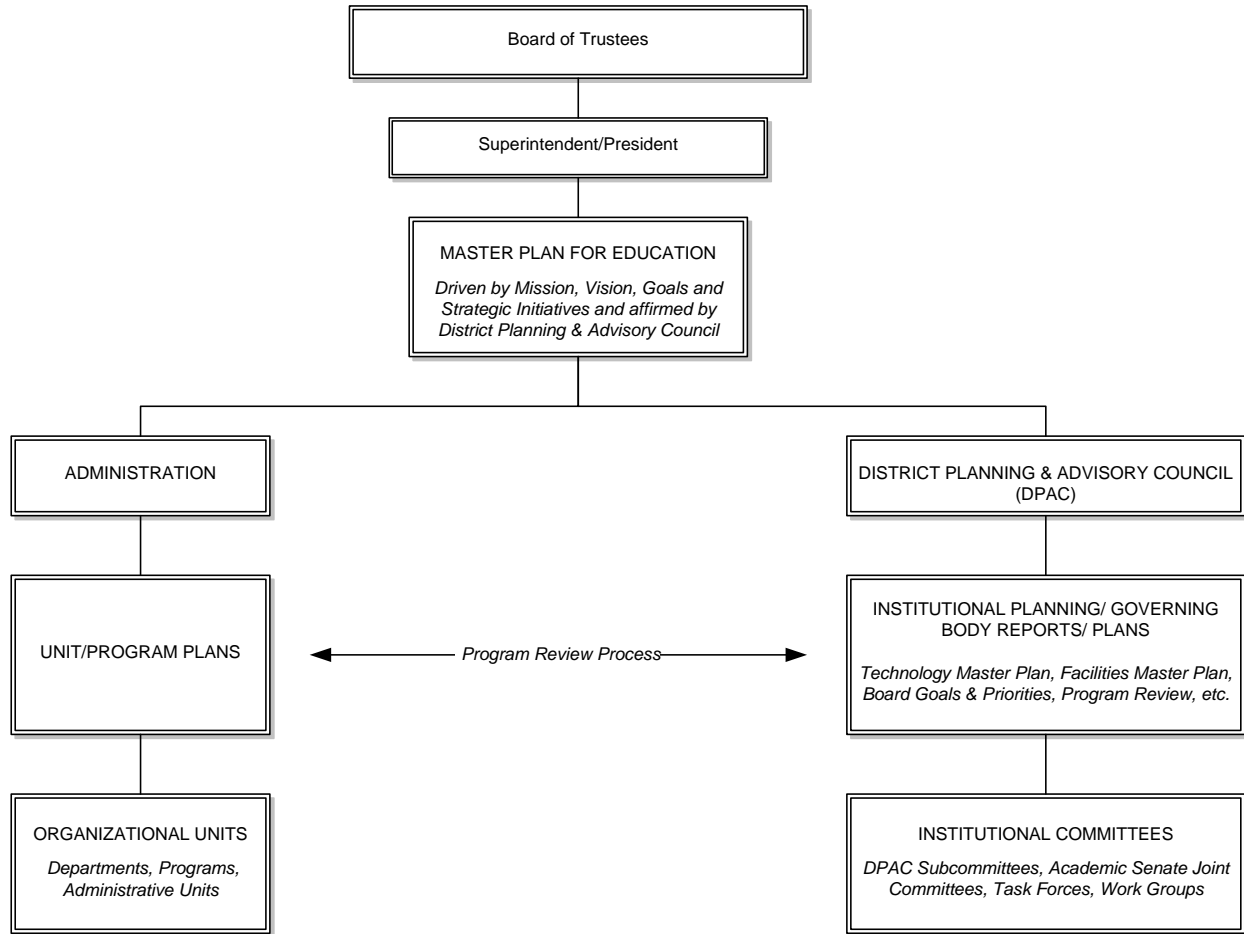 Board of Trustees
Superintendent/President
MASTER PLAN FOR EDUCATION
Driven by Mission, Vision, Goals and
Strategic Initiatives and affirmed by
District Planning & Advisory Council
ADMINISTRATION
DISTRICT PLANNING & ADVISORY COUNCIL
(DPAC)
UNIT/PROGRAM PLANS
Program Review Process
INSTITUTIONAL PLANNING/ GOVERNING
BODY REPORTS/ PLANS
Technology Master Plan, Facilities Master Plan,
Board Goals & Priorities, Program Review, etc.
ORGANIZATIONAL UNITS
Departments, Programs,
Administrative Units
INSTITUTIONAL COMMITTEES
DPAC Subcommittees, Academic Senate Joint
Committees, Task Forces, Work Groups